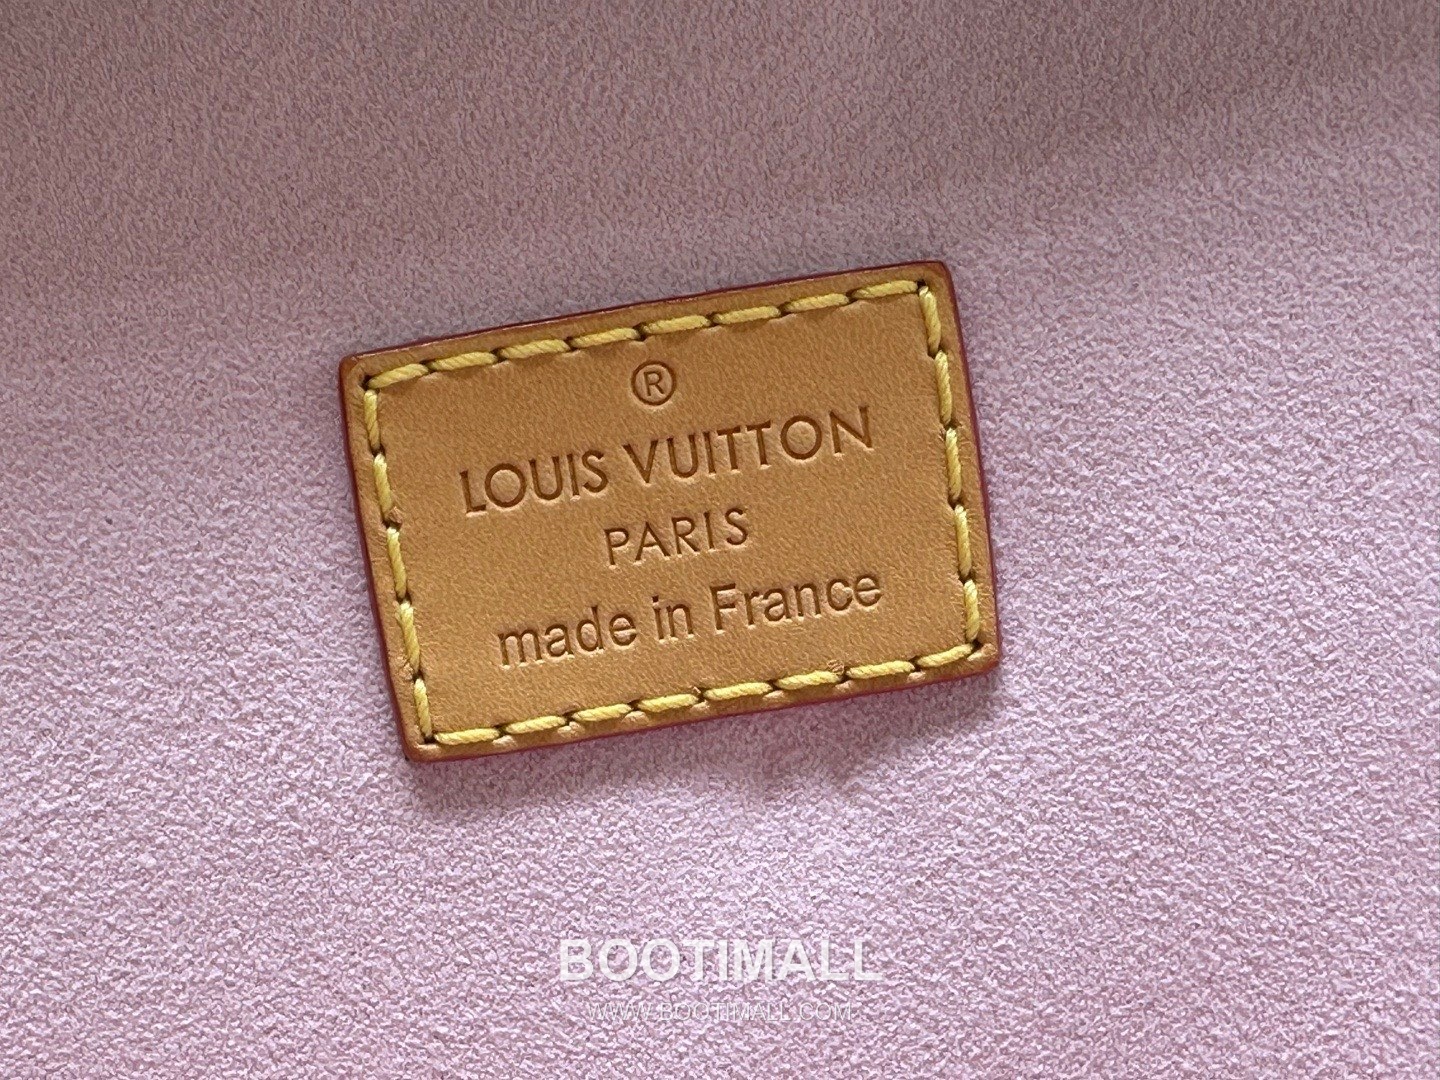 ®
LOUIS VUITTON
PARIS
made in France
BOOTIMALL
WWW.BOOTIMALL.COM